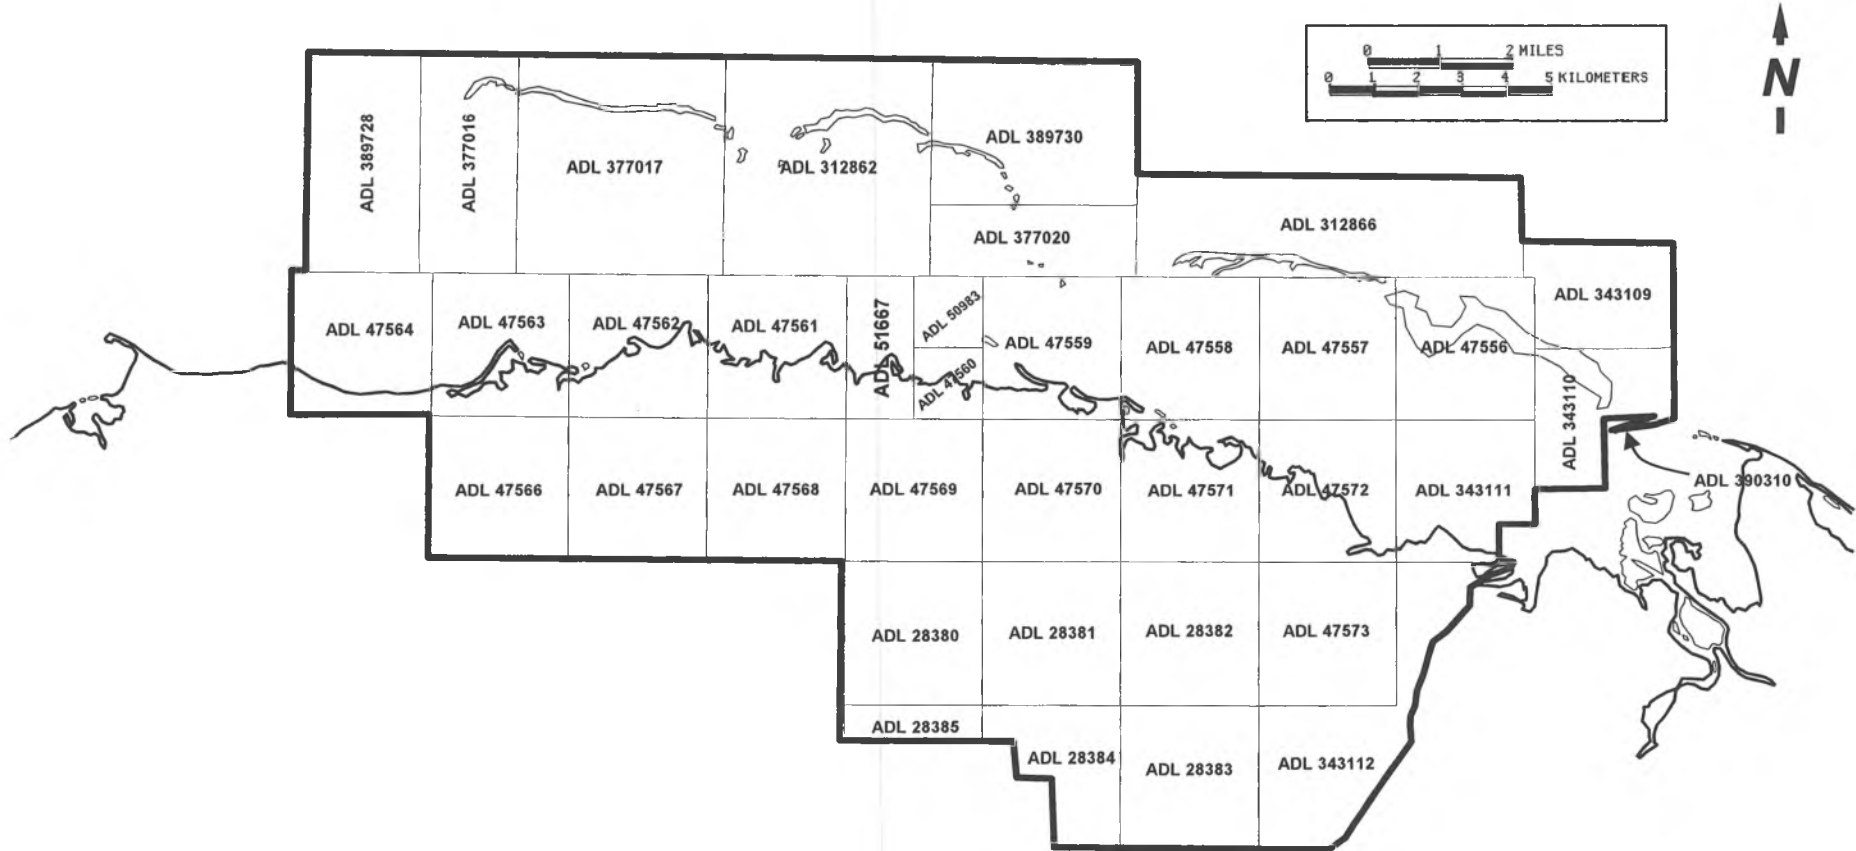 0 1 2 MILES
0 1 2 3 4 5 KILOMETERS
N
ADL 389728
ADL 377016
ADL 377017
ADL 312862
ADL 389730
ADL 377020
ADL 312866
ADL 343109
ADL 47564
ADL 47563
ADL 47562
ADL 47561
ADL 51667
ADL 50983
ADL 47560
ADL 47559
ADL 47558
ADL 47557
ADL 47556
ADL 343110
ADL 390310
ADL 47566
ADL 47567
ADL 47568
ADL 47569
ADL 47570
ADL 47571
ADL 47572
ADL 343111
ADL 28380
ADL 28381
ADL 28382
ADL 47573
ADL 28385
ADL 28384
ADL 28383
ADL 343112